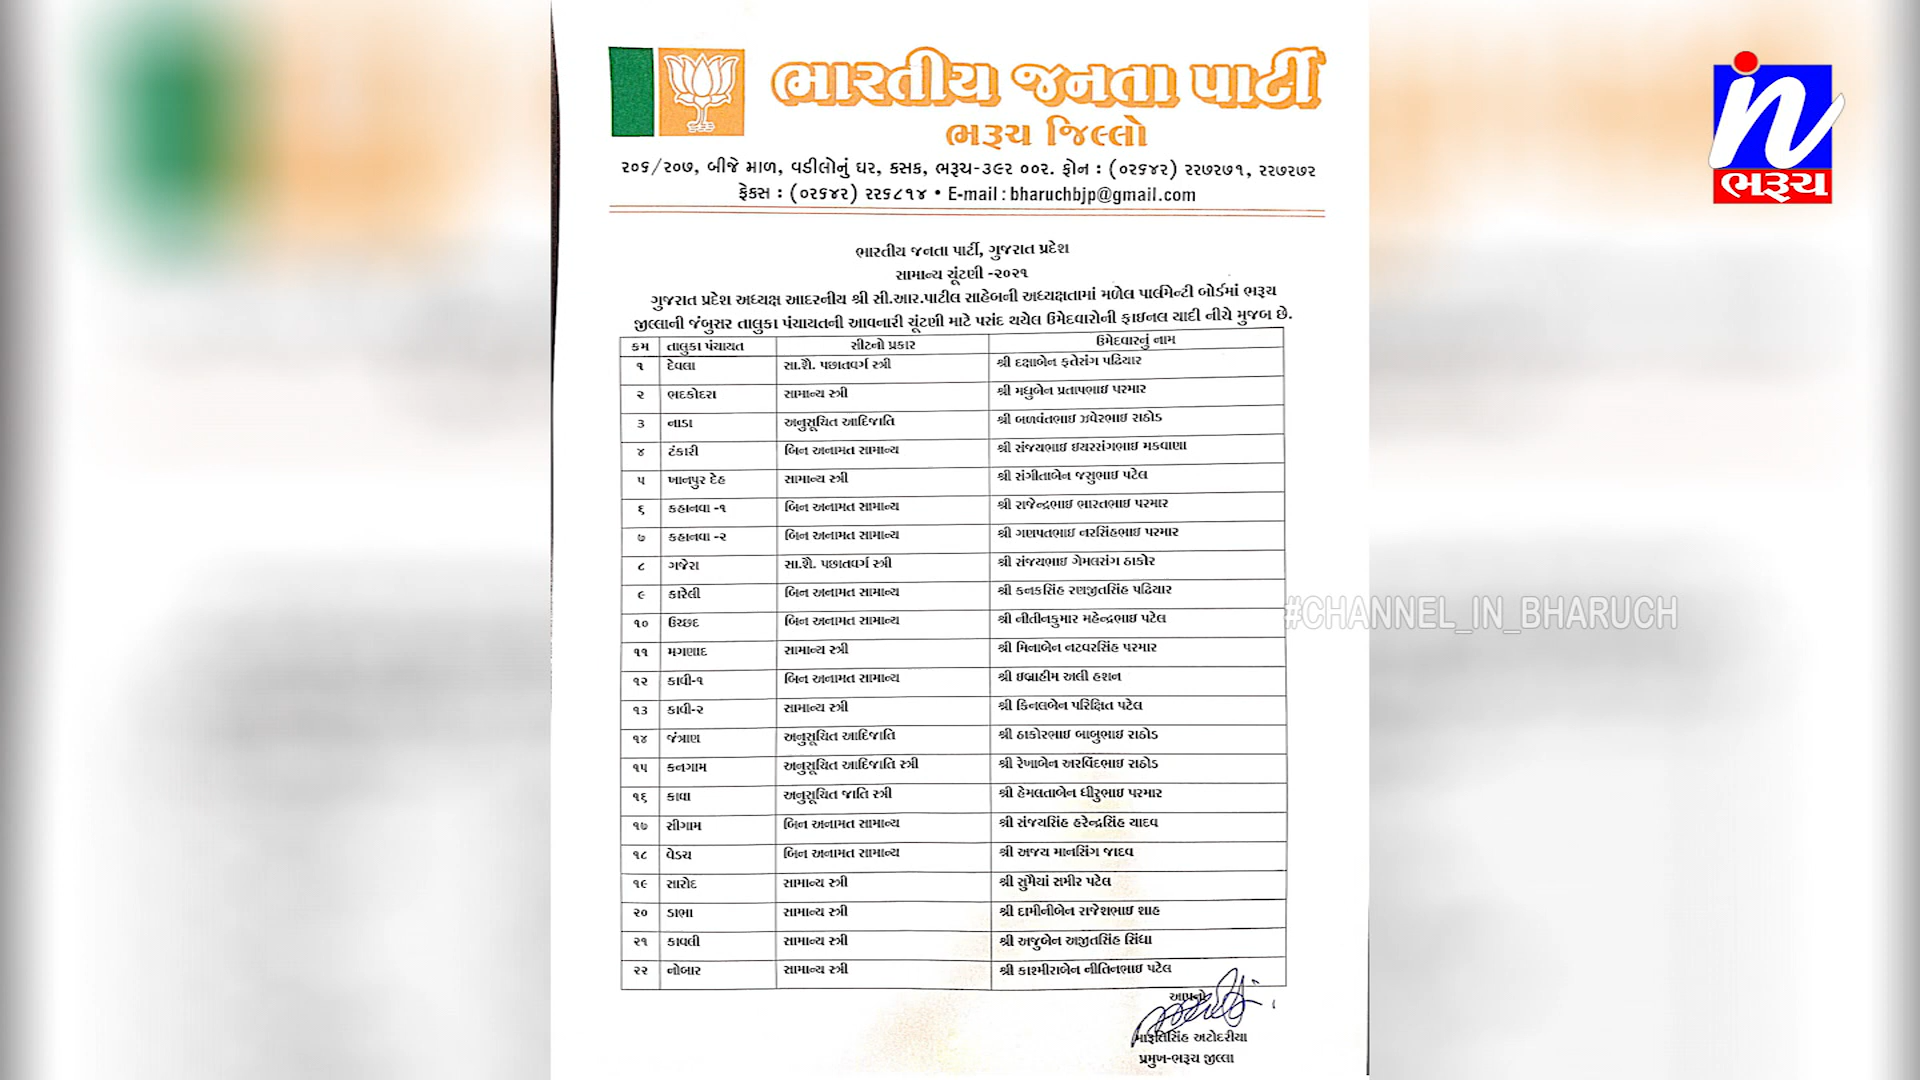 ભારતીય જનતા પાર્ટી
ભરૂચ જિલ્લો
૨૦૬/૨૦૭, બીજે માળ, વડીલોનું ઘર, કસક, ભરૂચ-૩૯૨ ૦૦૨. ફોન : (૦૨૬૪૨) ૨૨૭૨૭૧, ૨૨૭૨૭૨
ફેક્સ : (૦૨૬૪૨) ૨૨૬૮૧૪ • E-mail : bharuchbjp@gmail.com
in
ભરૂચ
ભારતીય જનતા પાર્ટી, ગુજરાત પ્રદેશ
સામાન્ય ચૂંટણી -૨૦૨૧
ગુજરાત પ્રદેશ અધ્યક્ષ આદરનીય શ્રી સી.આર.પાટીલ સાહેબની અધ્યક્ષતામાં મળેલ પાર્લમેન્ટી બોર્ડમાં ભરૂચ
જીલ્લાની જંબુસર તાલુકા પંચાયતની આવનારી ચૂંટણી માટે પસંદ થયેલ ઉમેદવારોની ફાઇનલ યાદી નીચે મુજબ છે.
ક્રમ તાલુકા પંચાયત સીટનો પ્રકાર ઉમેદવારનું નામ
૧ દેવલા સા.શૈ. પછાતવર્ગ સ્ત્રી શ્રી દક્ષાબેન ફતેસંગ પઢિયાર
૨ ભદકોદરા સામાન્ય સ્ત્રી શ્રી મધુબેન પ્રતાપભાઇ પરમાર
૩ નાડા અનુસૂચિત આદિજાતિ શ્રી બળવંતભાઇ ઝવેરભાઇ રાઠોડ
૪ ટંકારી બિન અનામત સામાન્ય શ્રી સંજયભાઇ ઇયરસંગભાઇ મકવાણા
૫ ખાનપુર દેહ સામાન્ય સ્ત્રી શ્રી સંગીતાબેન જસુભાઇ પટેલ
૬ કહાનવા -૧ બિન અનામત સામાન્ય શ્રી રાજેન્દ્રભાઇ ભારતભાઇ પરમાર
૭ કહાનવા -૨ બિન અનામત સામાન્ય શ્રી ગણપતભાઇ નરસિંહભાઇ પરમાર
૮ ગજેરા સા.શૈ. પછાતવર્ગ સ્ત્રી શ્રી સંજયભાઇ ગેમલસંગ ઠાકોર
૯ કારેલી બિન અનામત સામાન્ય શ્રી કનકસિંહ રણજીતસિંહ પઢિયાર
૧૦ ઉચ્છદ બિન અનામત સામાન્ય શ્રી નીતીનકુમાર મહેન્દ્રભાઇ પટેલ
૧૧ મગણાદ સામાન્ય સ્ત્રી શ્રી મિનાબેન નટવરસિંહ પરમાર
૧૨ કાવી-૧ બિન અનામત સામાન્ય શ્રી ઇબ્રાહીમ અલી હશન
૧૩ કાવી-૨ સામાન્ય સ્ત્રી શ્રી કિનલબેન પરિક્ષિત પટેલ
૧૪ જંત્રાણ અનુસૂચિત આદિજાતિ શ્રી ઠાકોરભાઇ બાબુભાઇ રાઠોડ
૧૫ કનગામ અનુસૂચિત આદિજાતિ સ્ત્રી શ્રી રેખાબેન અરવિંદભાઇ રાઠોડ
૧૬ કાવા અનુસૂચિત જાતિ સ્ત્રી શ્રી હેમલતાબેન ધીરુભાઇ પરમાર
૧૭ સીગામ બિન અનામત સામાન્ય શ્રી સંજયસિંહ હરેન્દ્રસિંહ યાદવ
૧૮ વેડચ બિન અનામત સામાન્ય શ્રી અજય માનસિંગ જાદવ
૧૯ સારોદ સામાન્ય સ્ત્રી શ્રી સુમૈયાં સમીર પટેલ
૨૦ ડાભા સામાન્ય સ્ત્રી શ્રી દામીનીબેન રાજેશભાઇ શાહ
૨૧ કાવલી સામાન્ય સ્ત્રી શ્રી અજુબેન અજીતસિંહ સિંધા
૨૨ નોબાર સામાન્ય સ્ત્રી શ્રી કાશ્મીરાબેન નીતિનભાઇ પટેલ
#CHANNEL_IN_BHARUCH
આપનો
મારૂતિસિંહ અટોદરીયા
પ્રમુખ-ભરૂચ જીલ્લા